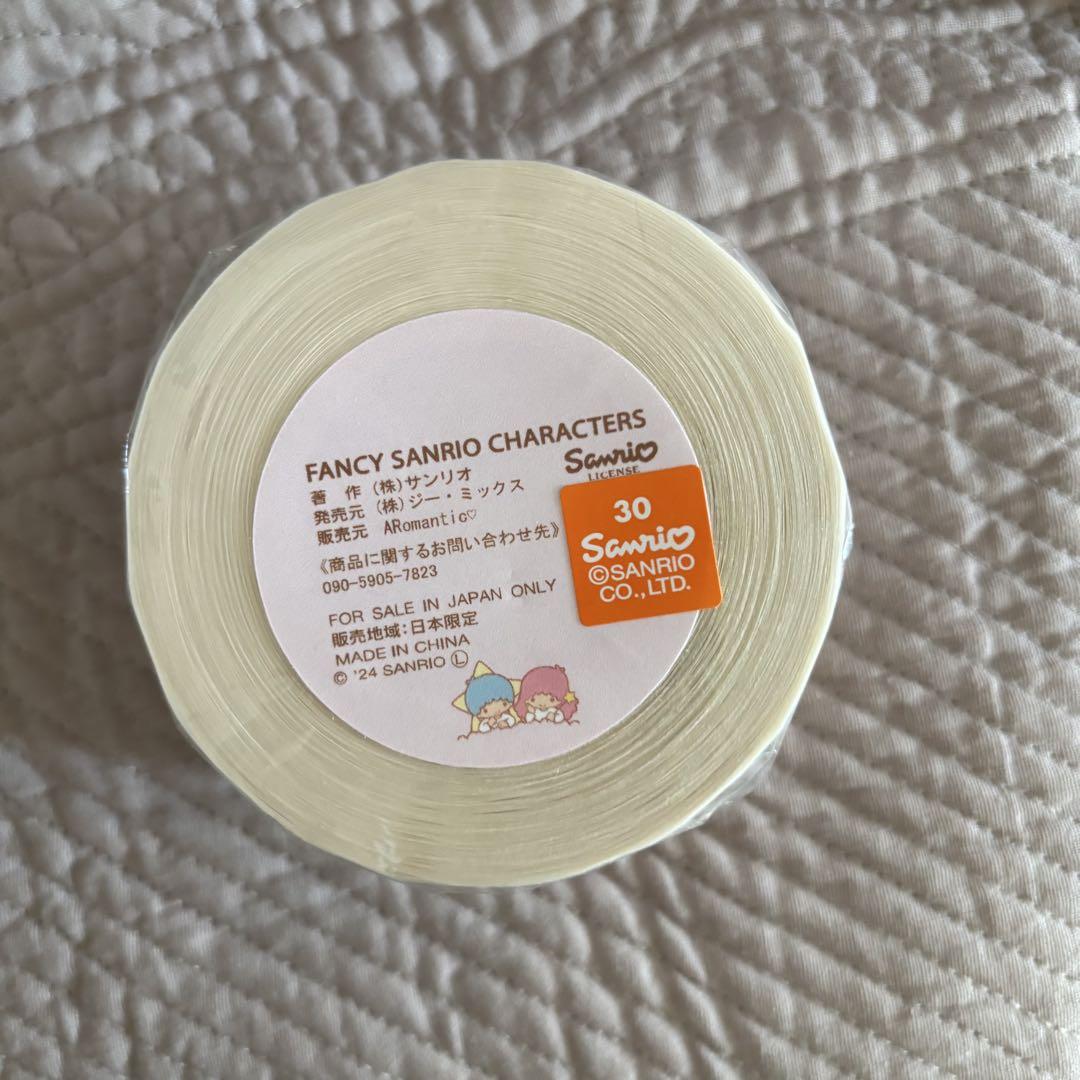 FANCY SANRIO CHARACTERS
著 作 (株)サンリオ
発売元 (株)ジー・ミックス
販売元 ARomantic♡
《商品に関するお問い合わせ先》
090-5905-7823
FOR SALE IN JAPAN ONLY
販売地域:日本限定
MADE IN CHINA
© '24 SANRIO Ⓛ
Sanrio
LICENSE
30
Sanrio
©SANRIO
CO.,LTD.